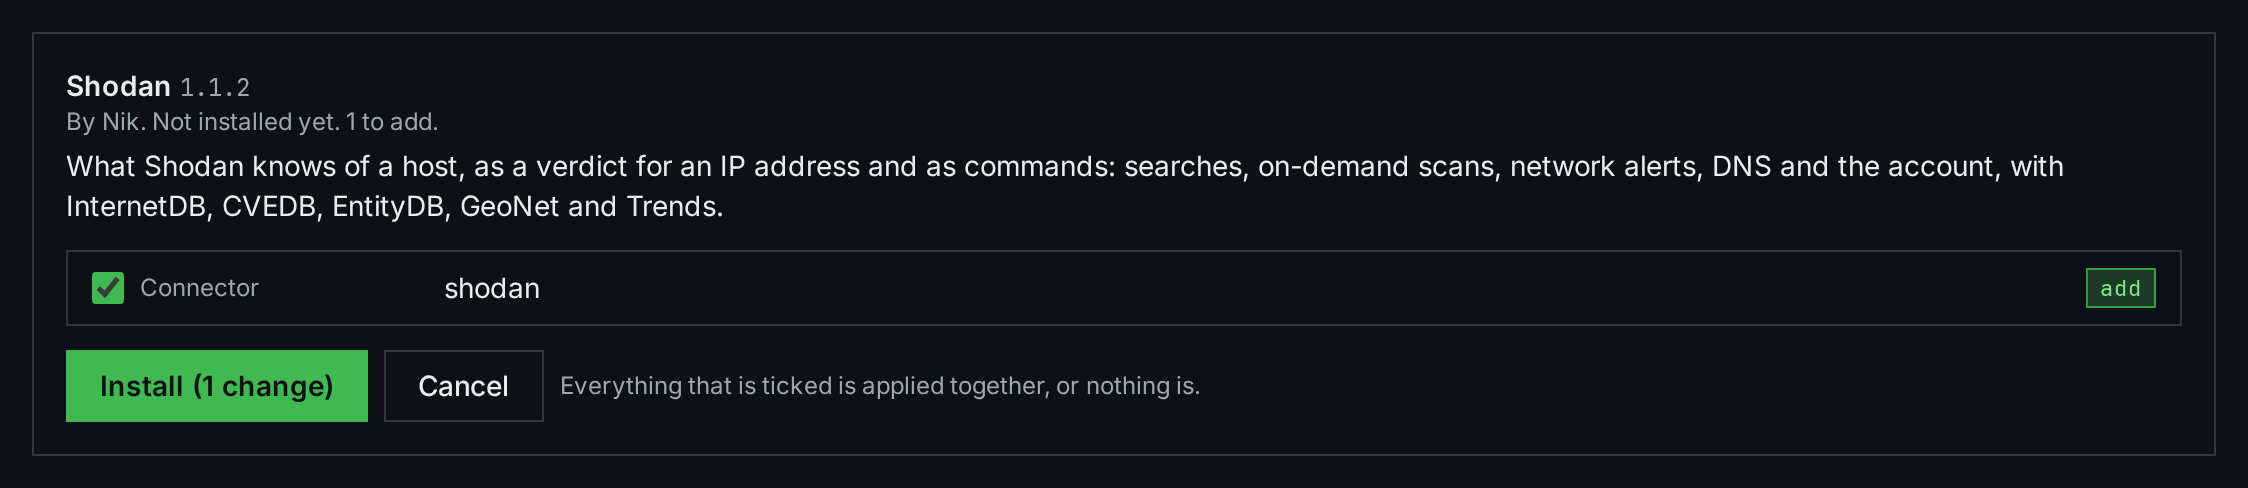 Shodan 1.1.2
By Nik. Not installed yet. 1 to add.
What Shodan knows of a host, as a verdict for an IP address and as commands: searches, on-demand scans, network alerts, DNS and the account, with
InternetDB, CVEDB, EntityDB, GeoNet and Trends.
Connector shodan add
Install (1 change) Cancel Everything that is ticked is applied together, or nothing is.